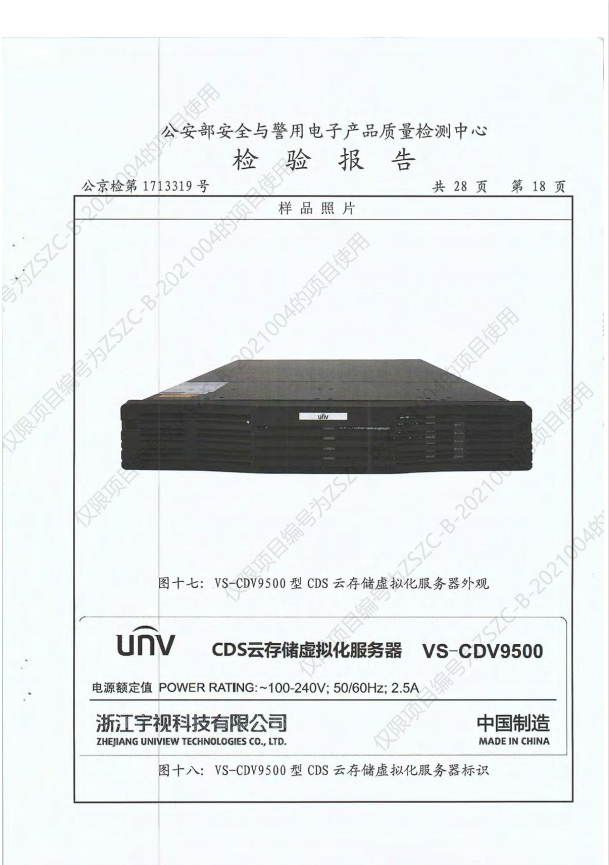 公安部安全与警用电子产品质量检测中心
检 验 报 告
公京检第 1713319 号
共 28 页 第 18 页
样 品 照 片
unv
图十七: VS-CDV9500 型 CDS 云存储虚拟化服务器外观
unv CDS云存储虚拟化服务器 VS-CDV9500
电源额定值 POWER RATING: ~100-240V; 50/60Hz; 2.5A
浙江宇视科技有限公司 中国制造
ZHEJIANG UNIVIEW TECHNOLOGIES CO., LTD. MADE IN CHINA
图十八: VS-CDV9500 型 CDS 云存储虚拟化服务器标识
仅限项目编号为ZSZC-B-2021004的项目使用